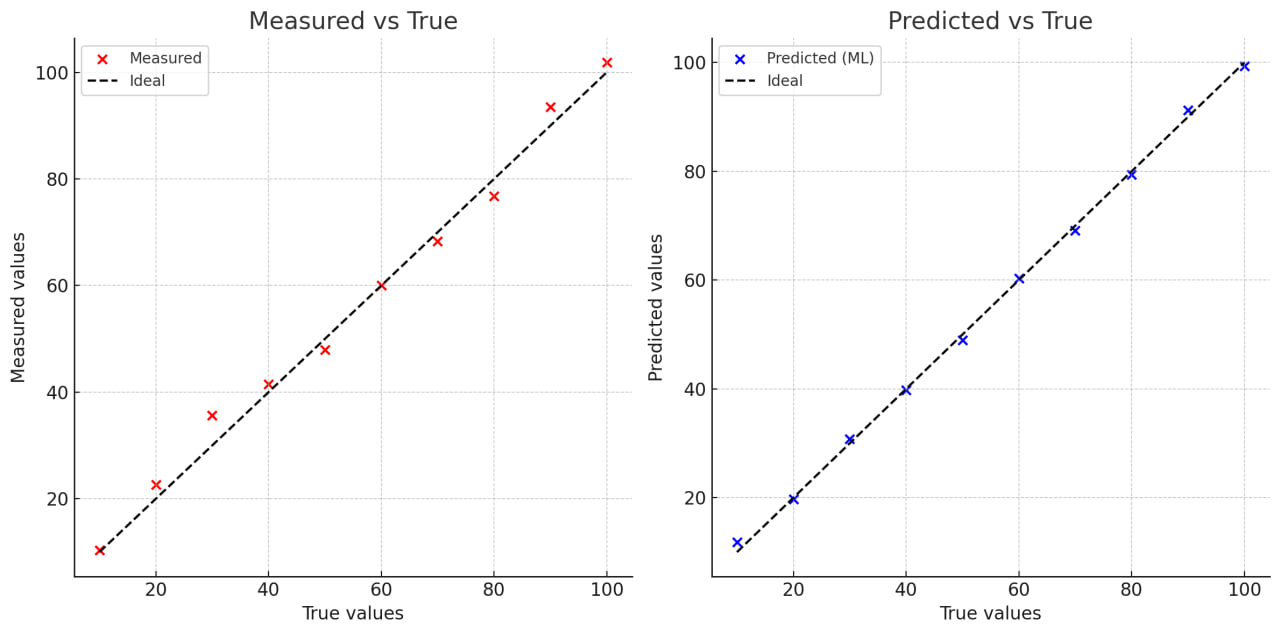 Measured vs True
Measured
Ideal
Measured values
100
80
60
40
20
20 40 60 80 100
True values
Predicted vs True
Predicted (ML)
Ideal
Predicted values
100
80
60
40
20
20 40 60 80 100
True values